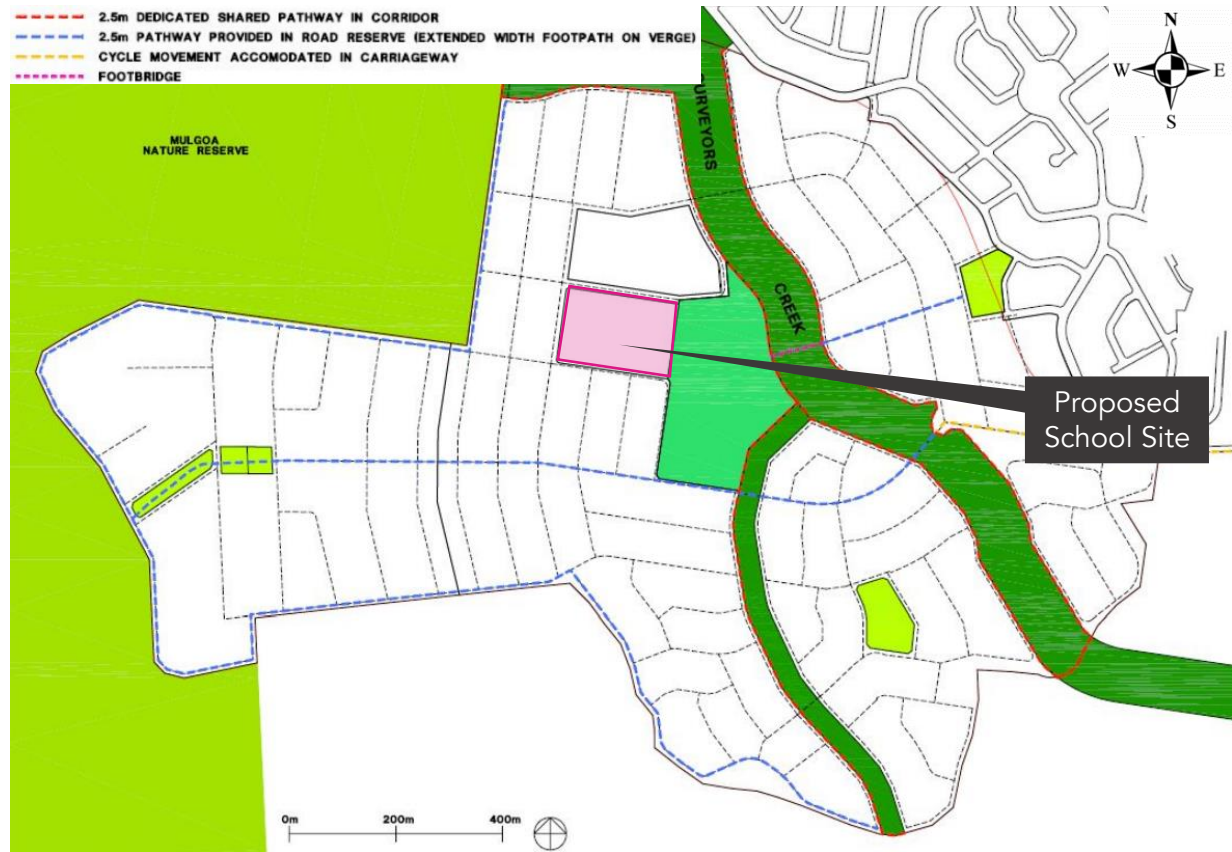 2.5m DEDICATED SHARED PATHWAY IN CORRIDOR
2.5m PATHWAY PROVIDED IN ROAD RESERVE (EXTENDED WIDTH FOOTPATH ON VERGE)
CYCLE MOVEMENT ACCOMODATED IN CARRIAGEWAY
FOOTBRIDGE
N
W E
S
MULGOA
NATURE RESERVE
SURVEYORS
CREEK
Proposed
School Site
0m 200m 400m